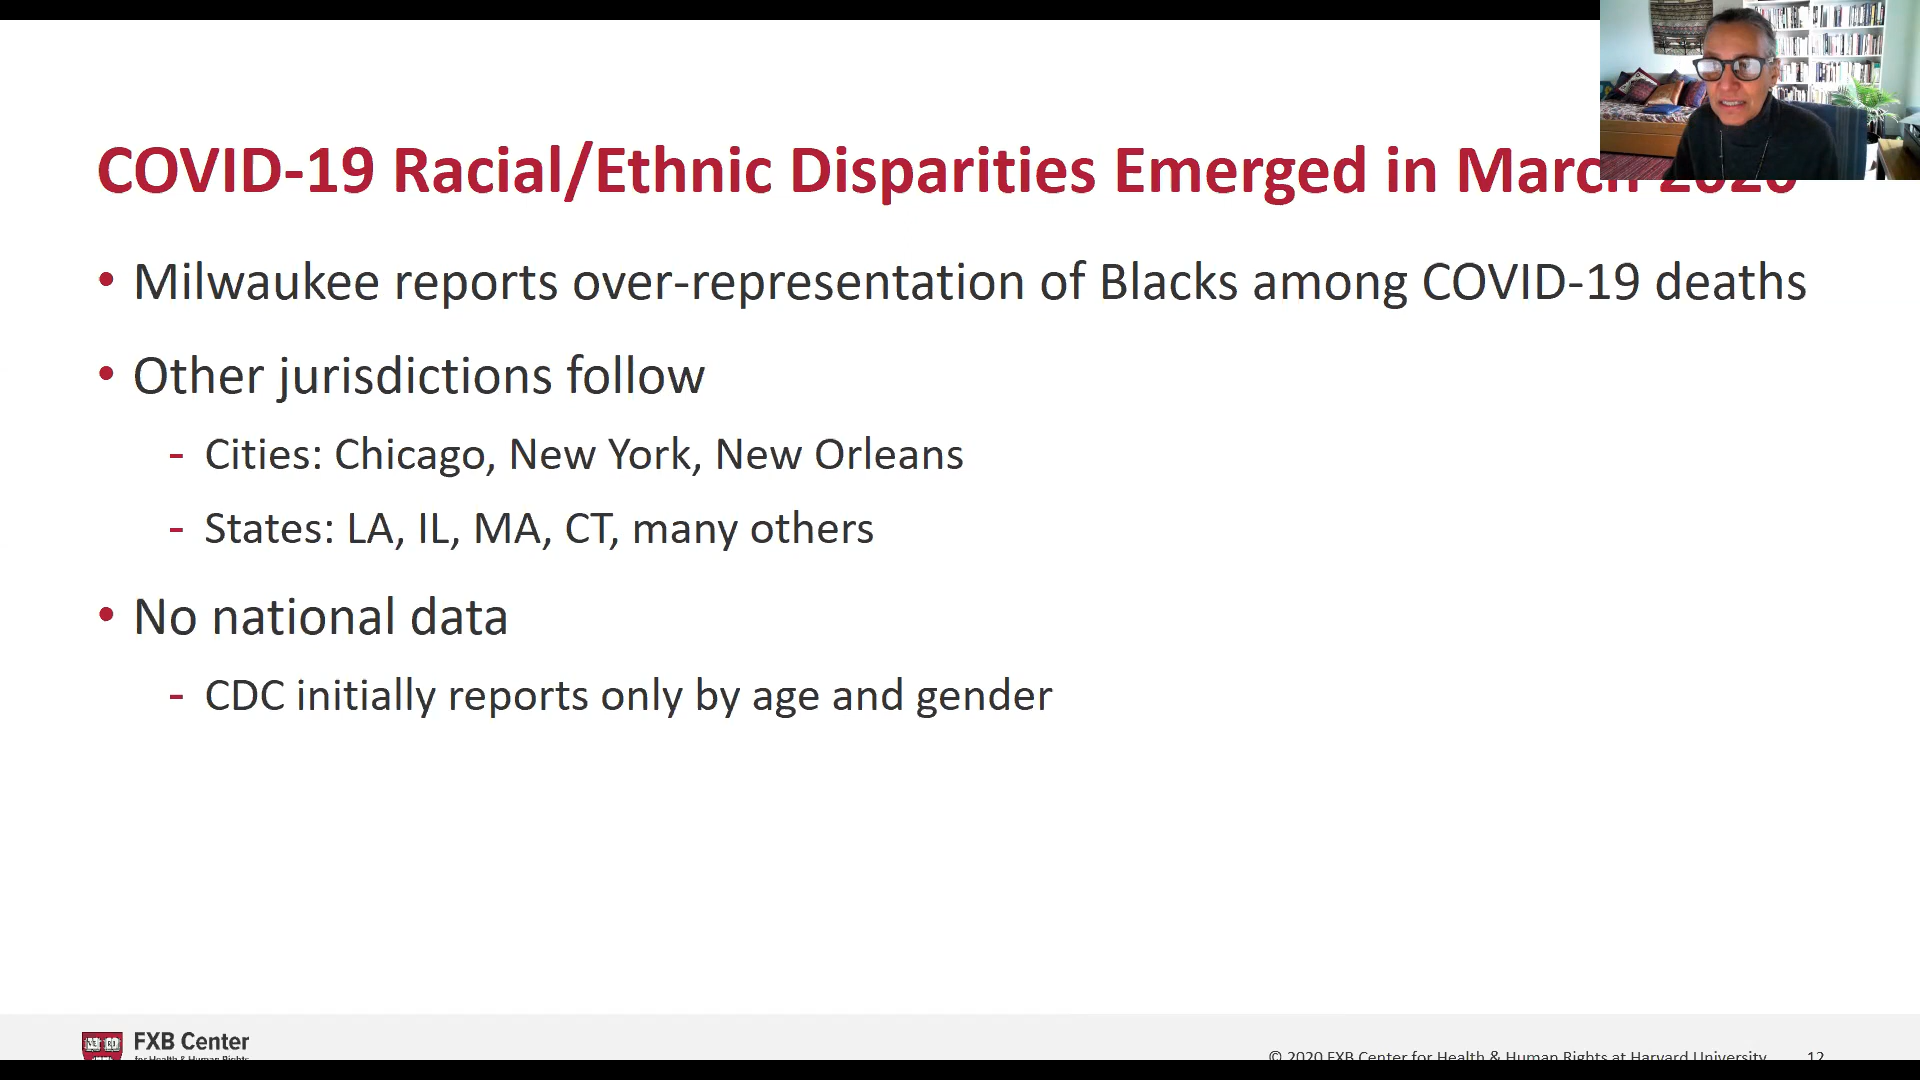 COVID-19 Racial/Ethnic Disparities Emerged in March 2020
• Milwaukee reports over-representation of Blacks among COVID-19 deaths
• Other jurisdictions follow
- Cities: Chicago, New York, New Orleans
- States: LA, IL, MA, CT, many others
• No national data
- CDC initially reports only by age and gender
FXB Center
for Health & Human Rights
© 2020 FXB Center for Health & Human Rights at Harvard University 12